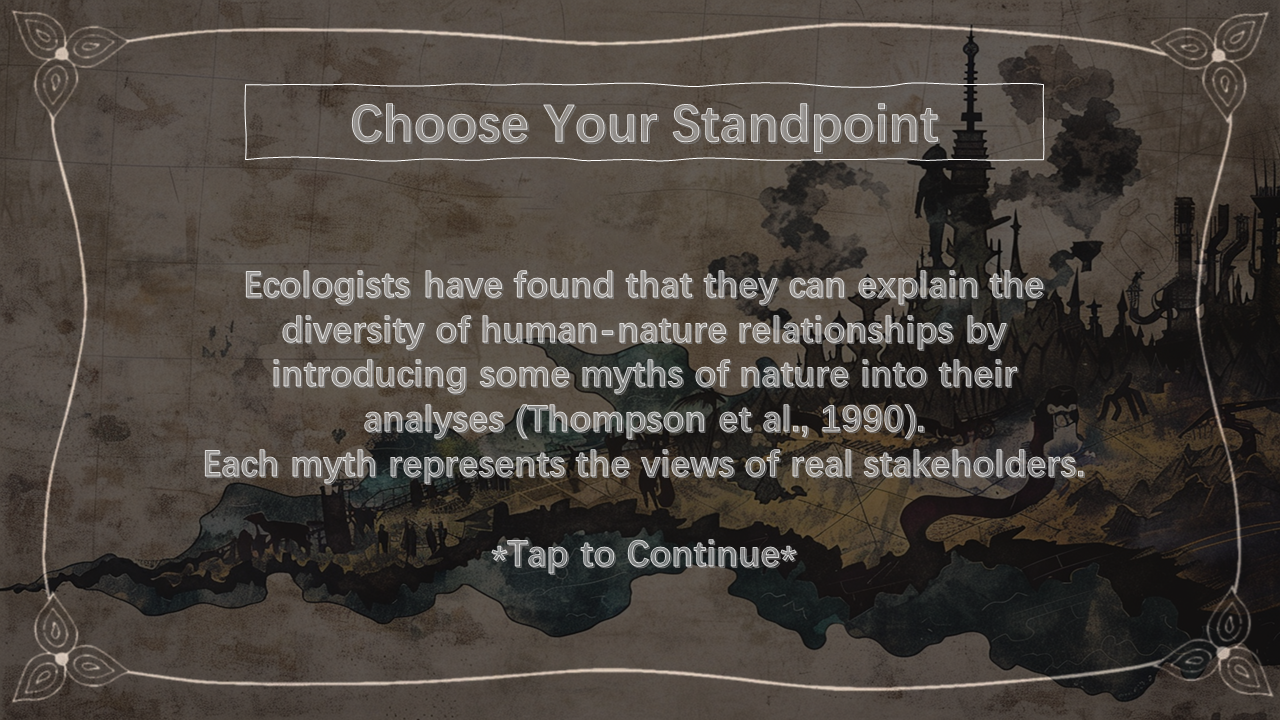 Choose Your Standpoint
Ecologists have found that they can explain the
diversity of human-nature relationships by
introducing some myths of nature into their
analyses (Thompson et al., 1990).
Each myth represents the views of real stakeholders.
*Tap to Continue*